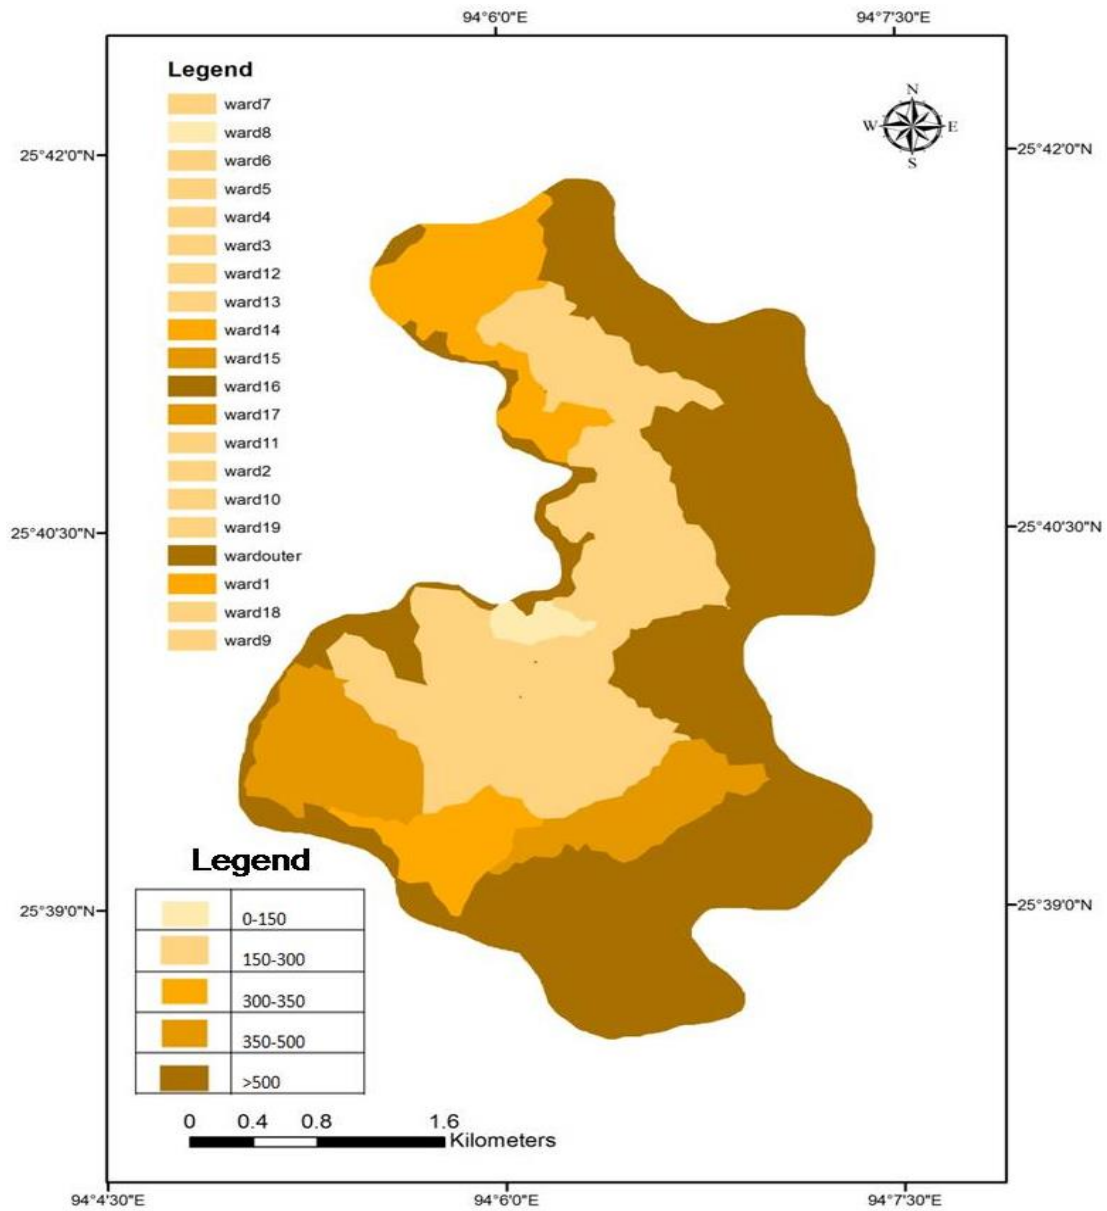 94°6'0"E 94°7'30"E
Legend
ward7
ward8
ward6
ward5
ward4
ward3
ward12
ward13
ward14
ward15
ward16
ward17
ward11
ward2
ward10
ward19
wardouter
ward1
ward18
ward9
N
W E
S
25°42'0"N 25°42'0"N
25°40'30"N 25°40'30"N
25°39'0"N 25°39'0"N
Legend
0-150
150-300
300-350
350-500
>500
0 0.4 0.8 1.6
Kilometers
94°4'30"E 94°6'0"E 94°7'30"E